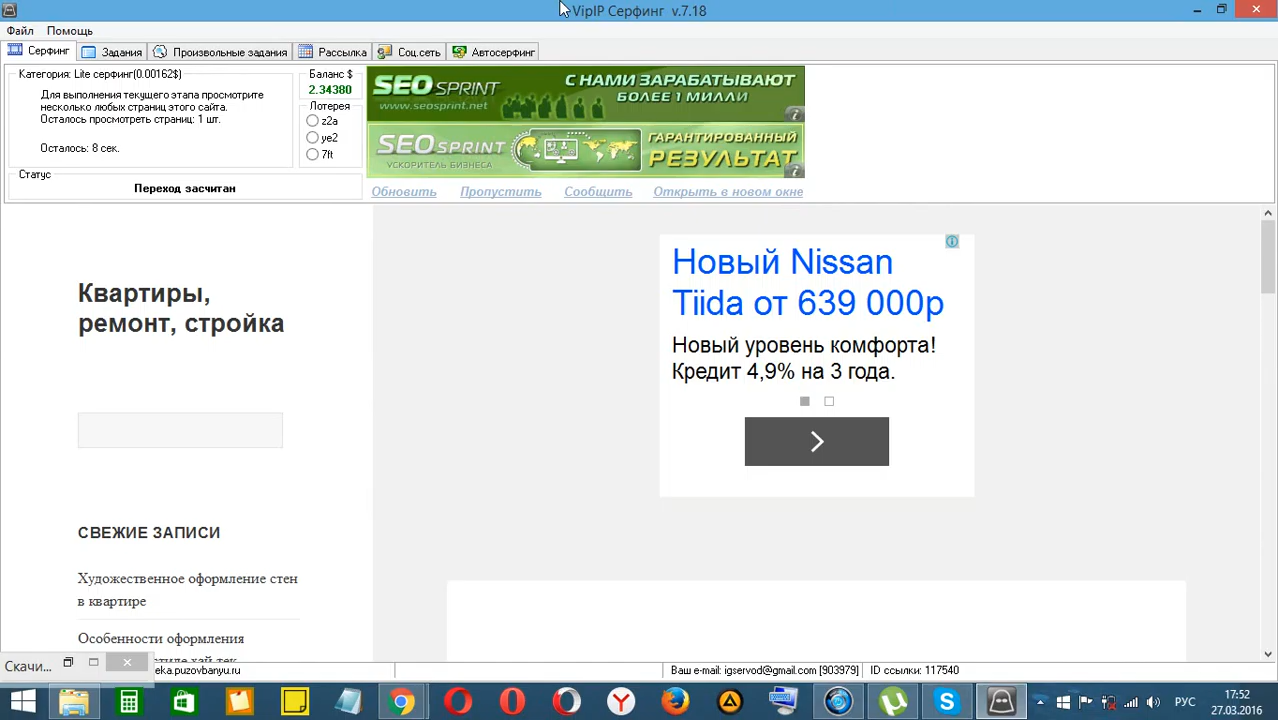 VipIP Серфинг v.7.18
Файл Помощь
Серфинг Задания Произвольные задания Рассылка Соц.сеть Автосерфинг
Категория: Lite серфинг(0.00162$)
Для выполнения текущего этапа просмотрите
несколько любых страниц этого сайта.
Осталось просмотреть страниц: 1 шт.
Осталось: 8 сек.
Баланс $
2.34380
Лотерея
z2a
ye2
7ft
Статус
Переход засчитан
SEO SPRINT
www.seosprint.net
С НАМИ ЗАРАБАТЫВАЮТ
БОЛЕЕ 1 МИЛЛИ
SEO SPRINT
УСКОРИТЕЛЬ БИЗНЕСА
ГАРАНТИРОВАННЫЙ
РЕЗУЛЬТАТ
Обновить Пропустить Сообщить Открыть в новом окне
Квартиры,
ремонт, стройка
СВЕЖИЕ ЗАПИСИ
Художественное оформление стен
в квартире
Особенности оформления
Новый Nissan
Tiida от 639 000р
Новый уровень комфорта!
Кредит 4,9% на 3 года.
Скачи...
eka.puzovbanyu.ru
Ваш e-mail: igservod@gmail.com [903979]
ID ссылки: 117540
РУС
17:52
27.03.2016